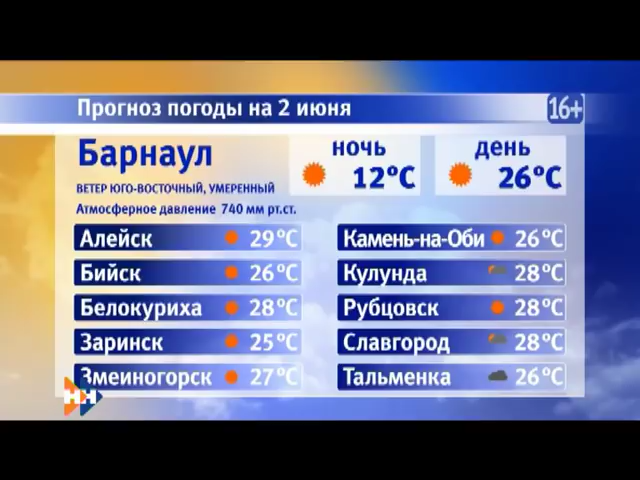 Прогноз погоды на 2 июня
16+
Барнаул
ВЕТЕР ЮГО-ВОСТОЧНЫЙ, УМЕРЕННЫЙ
Атмосферное давление 740 мм рт.ст.
ночь
12°C
день
26°C
Алейск 29°C
Бийск 26°C
Белокуриха 28°C
Заринск 25°C
Змеиногорск 27°C
Камень-на-Оби 26°C
Кулунда 28°C
Рубцовск 28°C
Славгород 28°C
Тальменка 26°C
НН